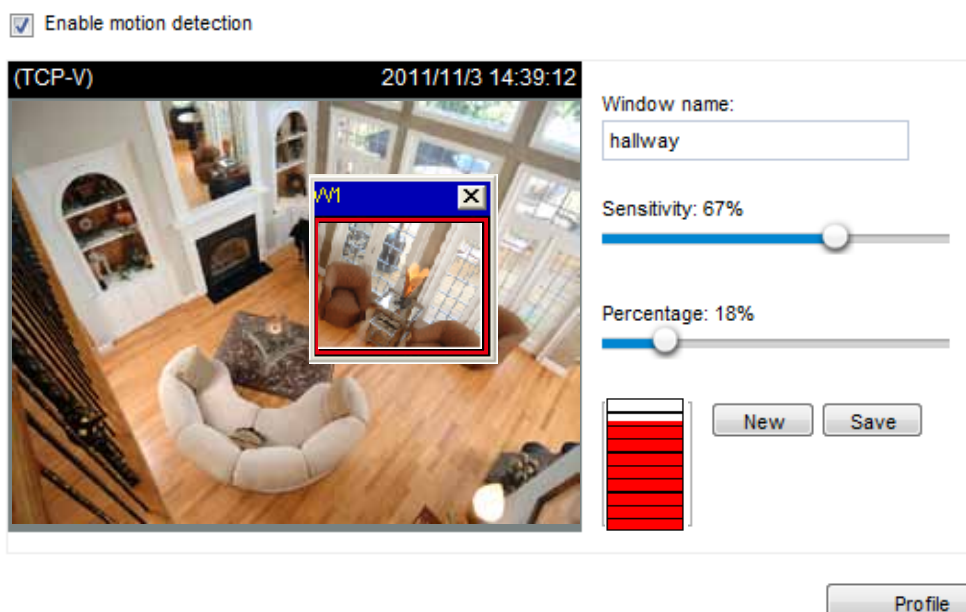 Enable motion detection
(TCP-V) 2011/11/3 14:39:12
Window name:
hallway
W1
Sensitivity: 67%
Percentage: 18%
New Save
Profile